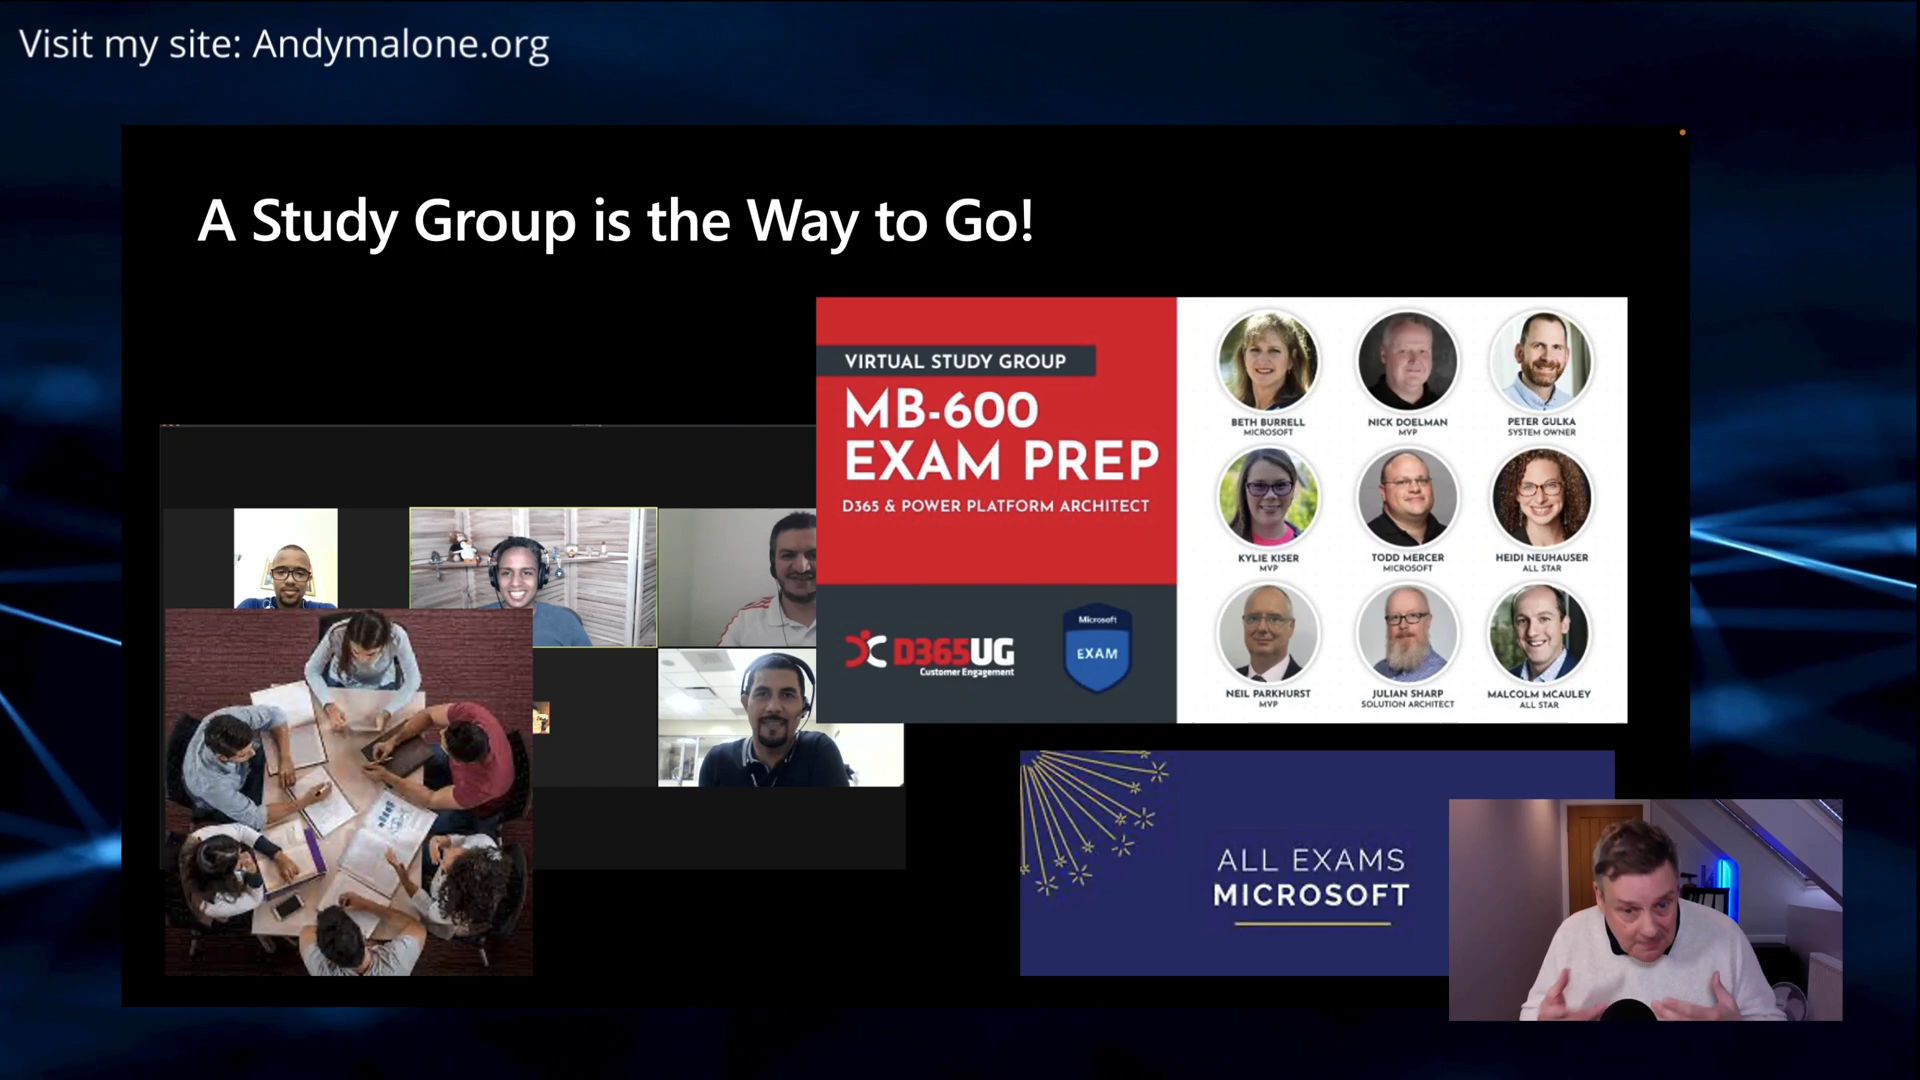 Visit my site: Andymalone.org
A Study Group is the Way to Go!
VIRTUAL STUDY GROUP
MB-600
EXAM PREP
D365 & POWER PLATFORM ARCHITECT
D365UG
Customer Engagement
Microsoft
EXAM
BETH BURRELL
MICROSOFT
NICK DOELMAN
MVP
PETER GULKA
SYSTEM OWNER
KYLIE KISER
MVP
TODD MERCER
MICROSOFT
HEIDI NEUHAUSER
ALL STAR
NEIL PARKHURST
MVP
JULIAN SHARP
SOLUTION ARCHITECT
MALCOLM MCAULEY
ALL STAR
ALL EXAMS
MICROSOFT